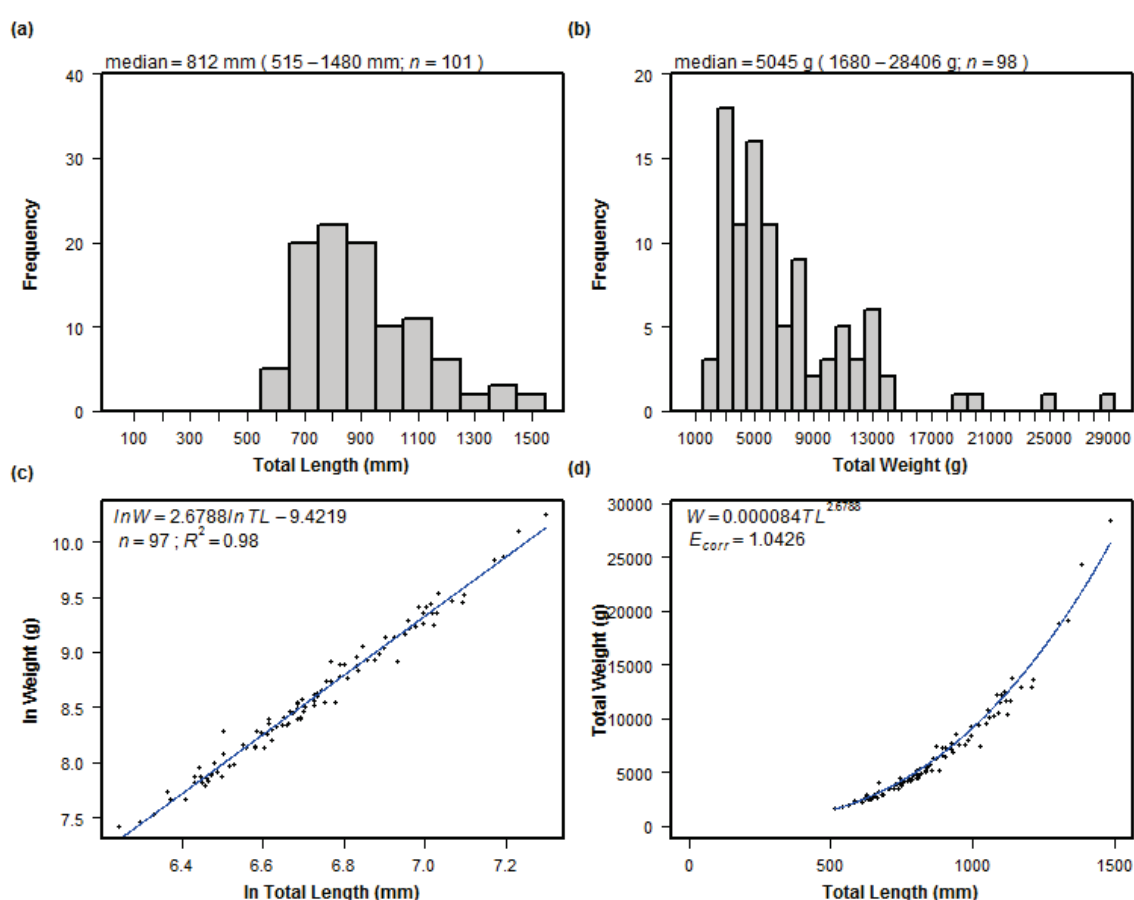 (a)
median = 812 mm ( 515 – 1480 mm; n = 101 )
40
30
20
10
0
Frequency
100 300 500 700 900 1100 1300 1500
Total Length (mm)
(b)
median = 5045 g ( 1680 – 28406 g; n = 98 )
20
15
10
5
0
Frequency
1000 5000 9000 13000 17000 21000 25000 29000
Total Weight (g)
(c)
lnW = 2.6788lnTL – 9.4219
n = 97 ; R² = 0.98
10.0
9.5
9.0
8.5
8.0
7.5
ln Weight (g)
6.4 6.6 6.8 7.0 7.2
ln Total Length (mm)
(d)
W = 0.000084TL^2.6788
E_corr = 1.0426
30000
25000
20000
15000
10000
5000
0
Total Weight (g)
0 500 1000 1500
Total Length (mm)